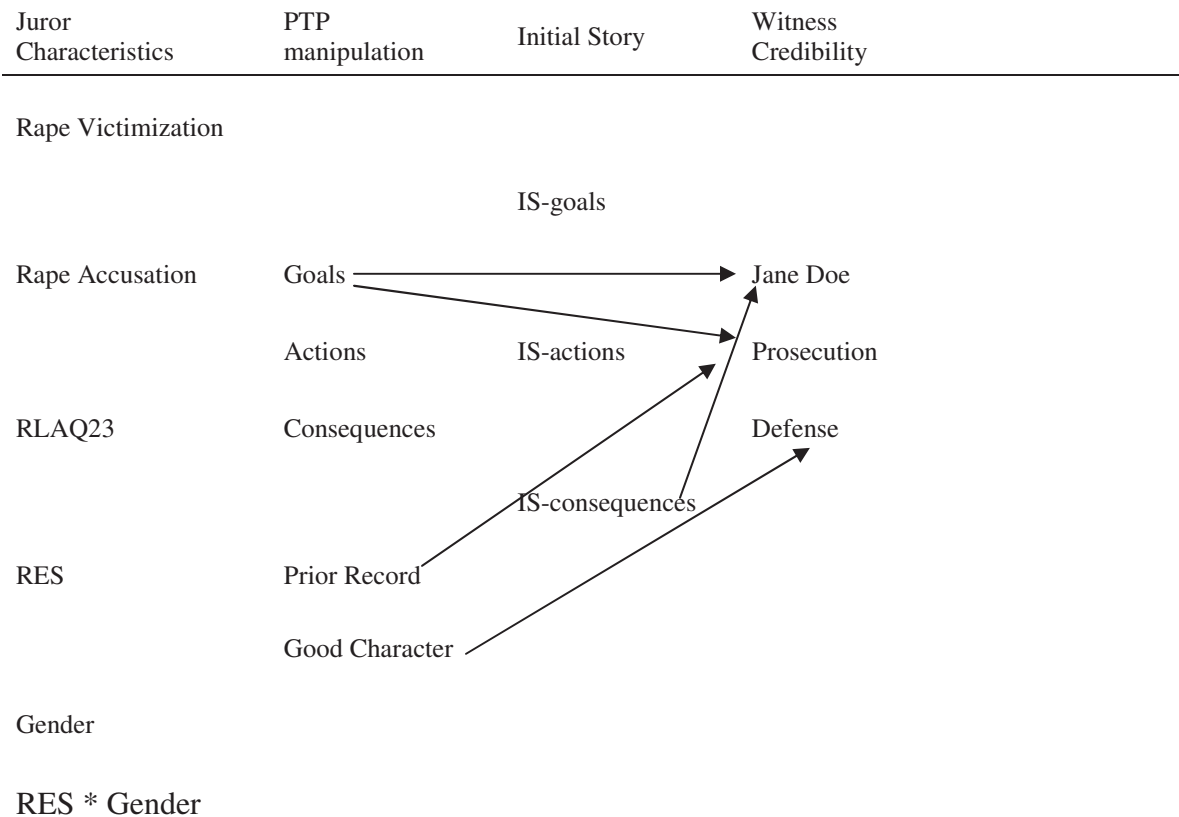 Juror
Characteristics
PTP
manipulation
Initial Story
Witness
Credibility
Rape Victimization
IS-goals
Rape Accusation
Goals
Jane Doe
Actions
IS-actions
Prosecution
RLAQ23
Consequences
Defense
IS-consequences
RES
Prior Record
Good Character
Gender
RES * Gender